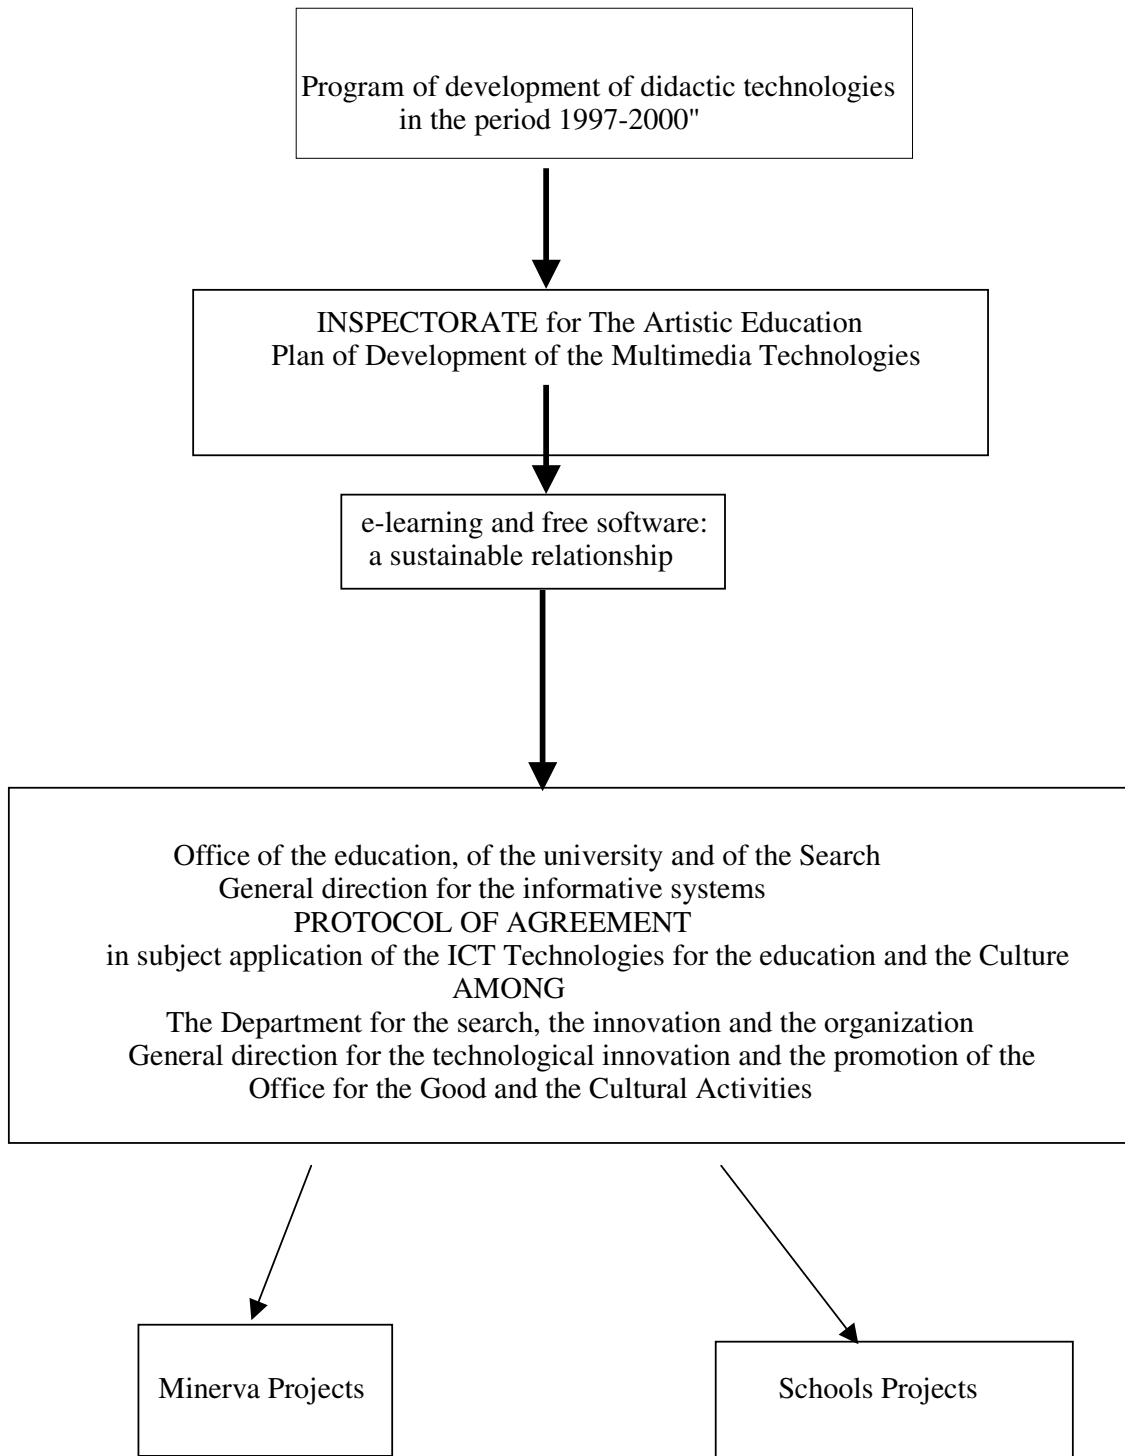 Program of development of didactic technologies
in the period 1997-2000"
INSPECTORATE for The Artistic Education
Plan of Development of the Multimedia Technologies
e-learning and free software:
a sustainable relationship
Office of the education, of the university and of the Search
General direction for the informative systems
PROTOCOL OF AGREEMENT
in subject application of the ICT Technologies for the education and the Culture
AMONG
The Department for the search, the innovation and the organization
General direction for the technological innovation and the promotion of the
Office for the Good and the Cultural Activities
Minerva Projects
Schools Projects